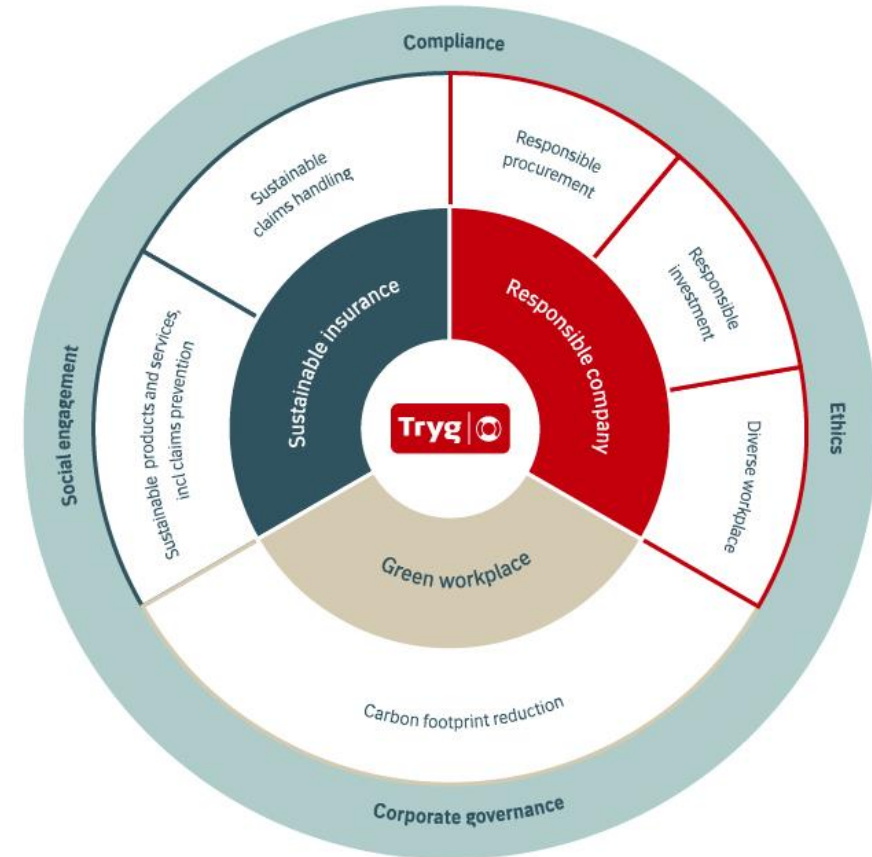 Compliance
Sustainable
claims handling
Responsible
procurement
Responsible
investment
Sustainable insurance
Responsible company
Social engagement
Sustainable products and services,
incl claims prevention
Tryg
Ethics
Diverse workplace
Green workplace
Carbon footprint reduction
Corporate governance